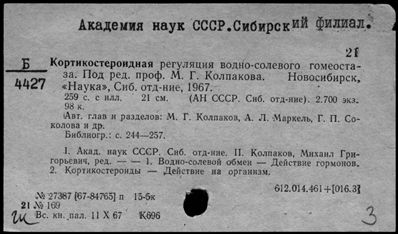 Академия наук СССР.Сибирский филиал.
21
Б
4427
Кортикостероидная регуляция водно-солевого гомеоста-
за. Под ред. проф. М. Г. Колпакова. Новосибирск,
«Наука», Сиб. отд-ние, 1967.
259 с. с илл. 21 см. (АН СССР. Сиб. отд-ние). 2.700 экз.
98 к.
Авт. глав и разделов: М. Г. Колпаков, А. Л. Маркель, Г. П. Со-
колова и др.
Библиогр.: с. 244—257.
I. Акад. наук СССР. Сиб. отд-ние. II. Колпаков, Михаил Гри-
горьевич, ред. — — 1. Водно-солевой обмен — Действие гормонов.
2. Кортикостероиды — Действие на организм.
612.014.461+[016.3]
№ 27387 [67-84765] п 15-5к
21 № 169
Вс. кн. пал. 11 X 67 К696
3